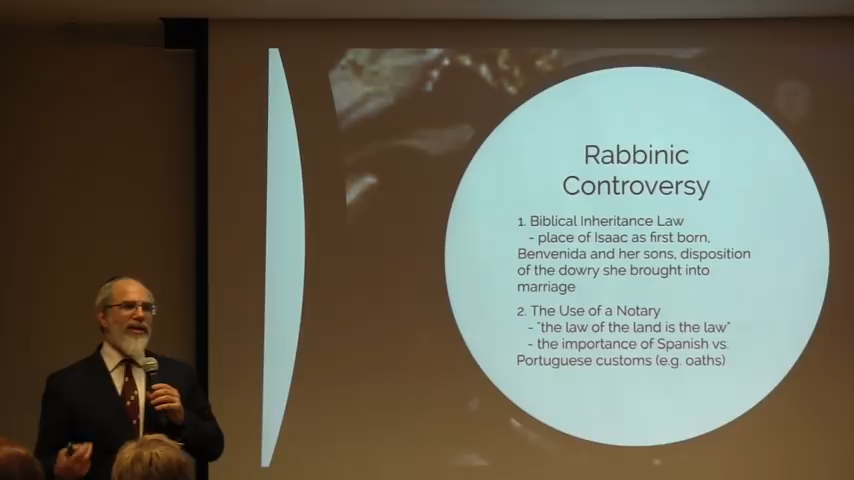 Rabbinic
Controversy
1. Biblical Inheritance Law
- place of Isaac as first born,
Benvenida and her sons, disposition
of the dowry she brought into
marriage
2. The Use of a Notary
- "the law of the land is the law"
- the importance of Spanish vs.
Portuguese customs (e.g. oaths)